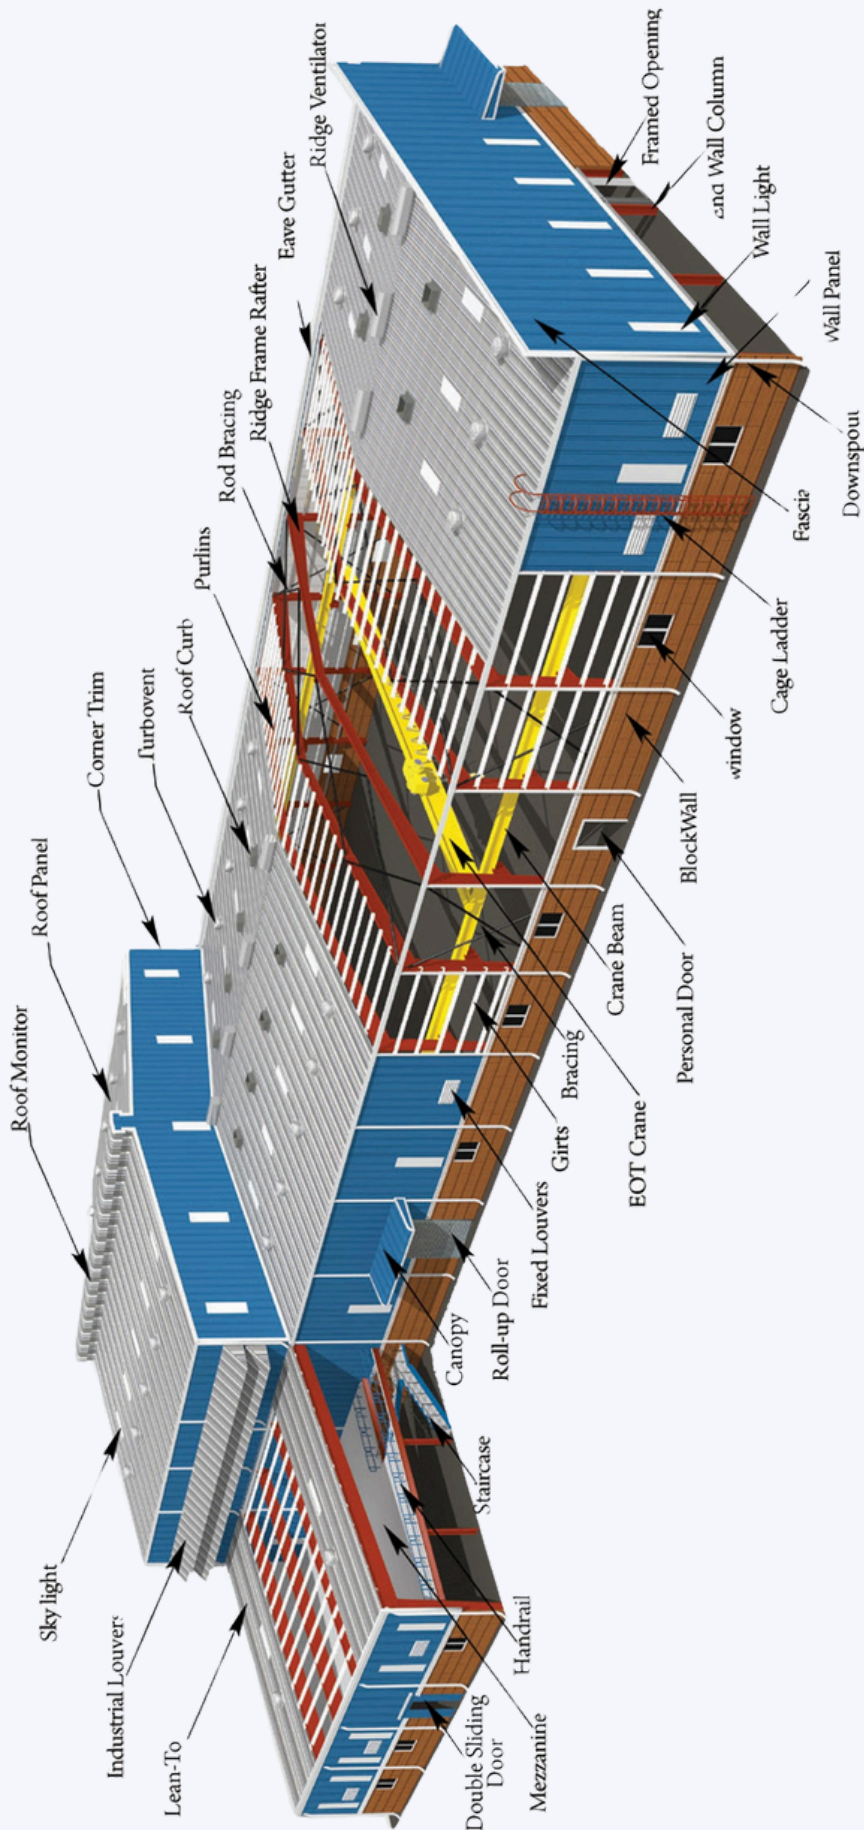 Sky light
Roof Monitor
Roof Panel
Corner Trim
Turbovent
Roof Curb
Purlins
Rod Bracing
Ridge Frame Rafter
Eave Gutter
Ridge Ventilator
Industrial Louvers
Lean-To
Framed Opening
End Wall Column
Wall Light
Wall Panel
Downspou
Fascia
Cage Ladder
window
BlockWall
Personal Door
Crane Beam
EOT Crane
Bracing
Girts
Fixed Louvers
Roll-up Door
Canopy
Staircase
Handrail
Mezzanine
Double Sliding
Door